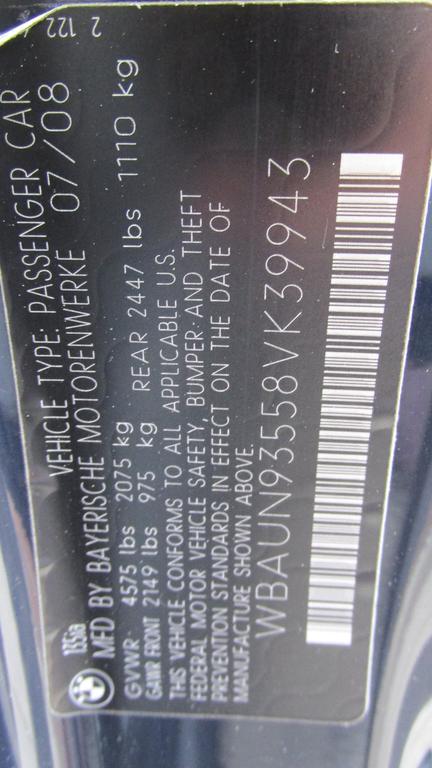 2 122
VEHICLE TYPE: PASSENGER CAR
135ia
MFD BY BAYERISCHE MOTORENWERKE 07/08
GVWR: 4575 lbs 2075 kg
GAWR FRONT 2149 lbs 975 kg REAR 2447 lbs 1110 kg
THIS VEHICLE CONFORMS TO ALL APPLICABLE U.S.
FEDERAL MOTOR VEHICLE SAFETY, BUMPER AND THEFT
PREVENTION STANDARDS IN EFFECT ON THE DATE OF
MANUFACTURE SHOWN ABOVE.
WBAUN93558VK39943